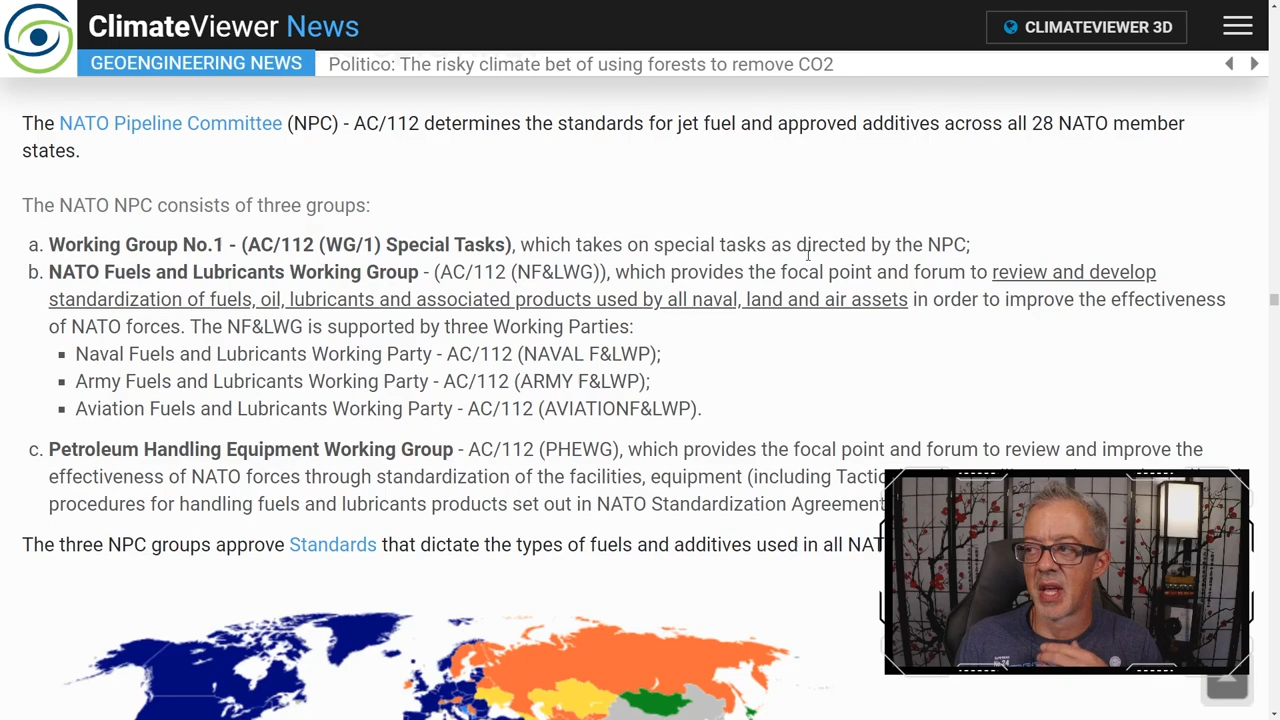 ClimateViewer News
CLIMATEVIEWER 3D
GEOENGINEERING NEWS
Politico: The risky climate bet of using forests to remove CO2
The NATO Pipeline Committee (NPC) - AC/112 determines the standards for jet fuel and approved additives across all 28 NATO member
states.
The NATO NPC consists of three groups:
a. Working Group No.1 - (AC/112 (WG/1) Special Tasks), which takes on special tasks as directed by the NPC;
b. NATO Fuels and Lubricants Working Group - (AC/112 (NF&LWG)), which provides the focal point and forum to review and develop
standardization of fuels, oil, lubricants and associated products used by all naval, land and air assets in order to improve the effectiveness
of NATO forces. The NF&LWG is supported by three Working Parties:
▪ Naval Fuels and Lubricants Working Party - AC/112 (NAVAL F&LWP);
▪ Army Fuels and Lubricants Working Party - AC/112 (ARMY F&LWP);
▪ Aviation Fuels and Lubricants Working Party - AC/112 (AVIATIONF&LWP).
c. Petroleum Handling Equipment Working Group - AC/112 (PHEWG), which provides the focal point and forum to review and improve the
effectiveness of NATO forces through standardization of the facilities, equipment (including
procedures for handling fuels and lubricants products set out in NATO Standardization Agreement
The three NPC groups approve Standards that dictate the types of fuels and additives used in all